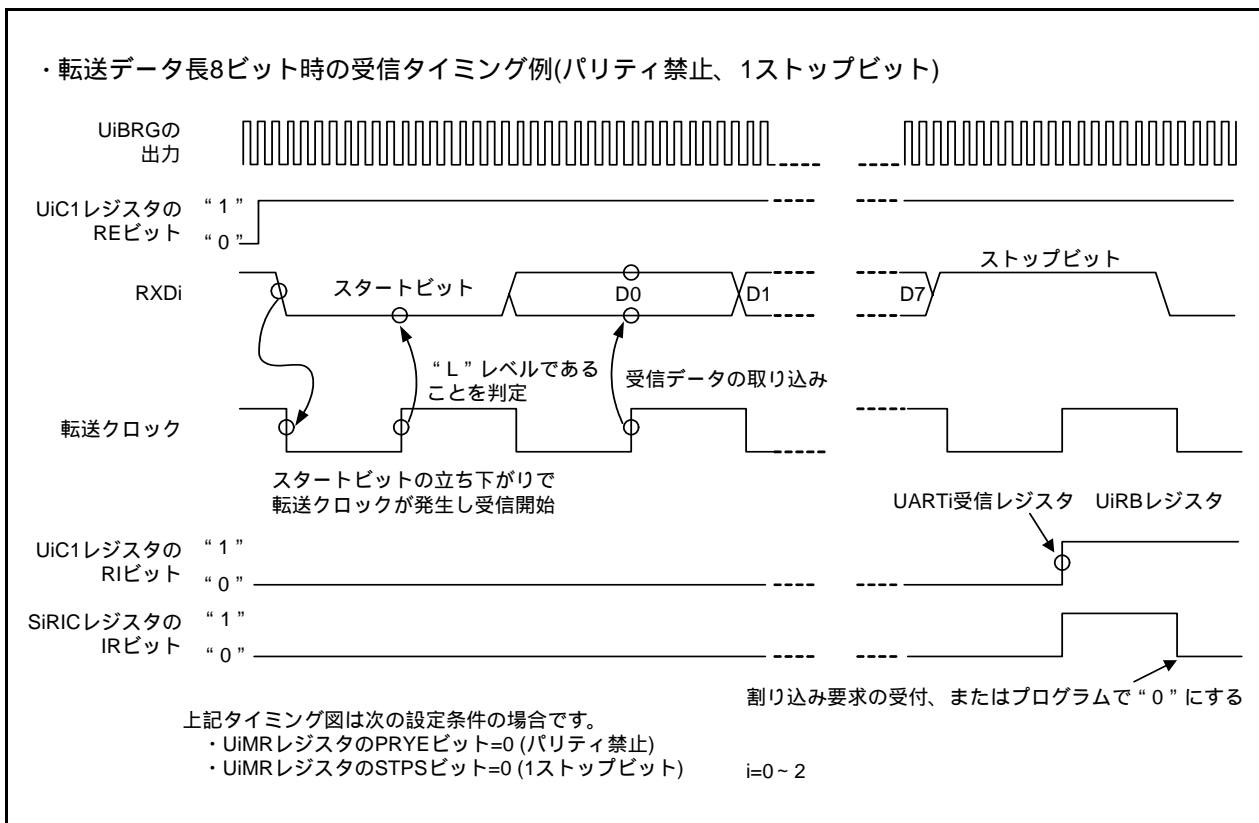 ・転送データ長8ビット時の受信タイミング例(パリティ禁止、1ストップビット)
UiBRGの
出力
UiC1レジスタの
REビット
“1”
“0”
RXDi
スタートビット
D0
D1
D7
ストップビット
“L”レベルである
ことを判定
受信データの取り込み
転送クロック
スタートビットの立ち下がりで
転送クロックが発生し受信開始
UARTi受信レジスタ UiRBレジスタ
UiC1レジスタの
RIビット
“1”
“0”
SiRICレジスタの
IRビット
“1”
“0”
割り込み要求の受付、またはプログラムで“0”にする
上記タイミング図は次の設定条件の場合です。
・UiMRレジスタのPRYEビット=0 (パリティ禁止)
・UiMRレジスタのSTPSビット=0 (1ストップビット) i=0~2